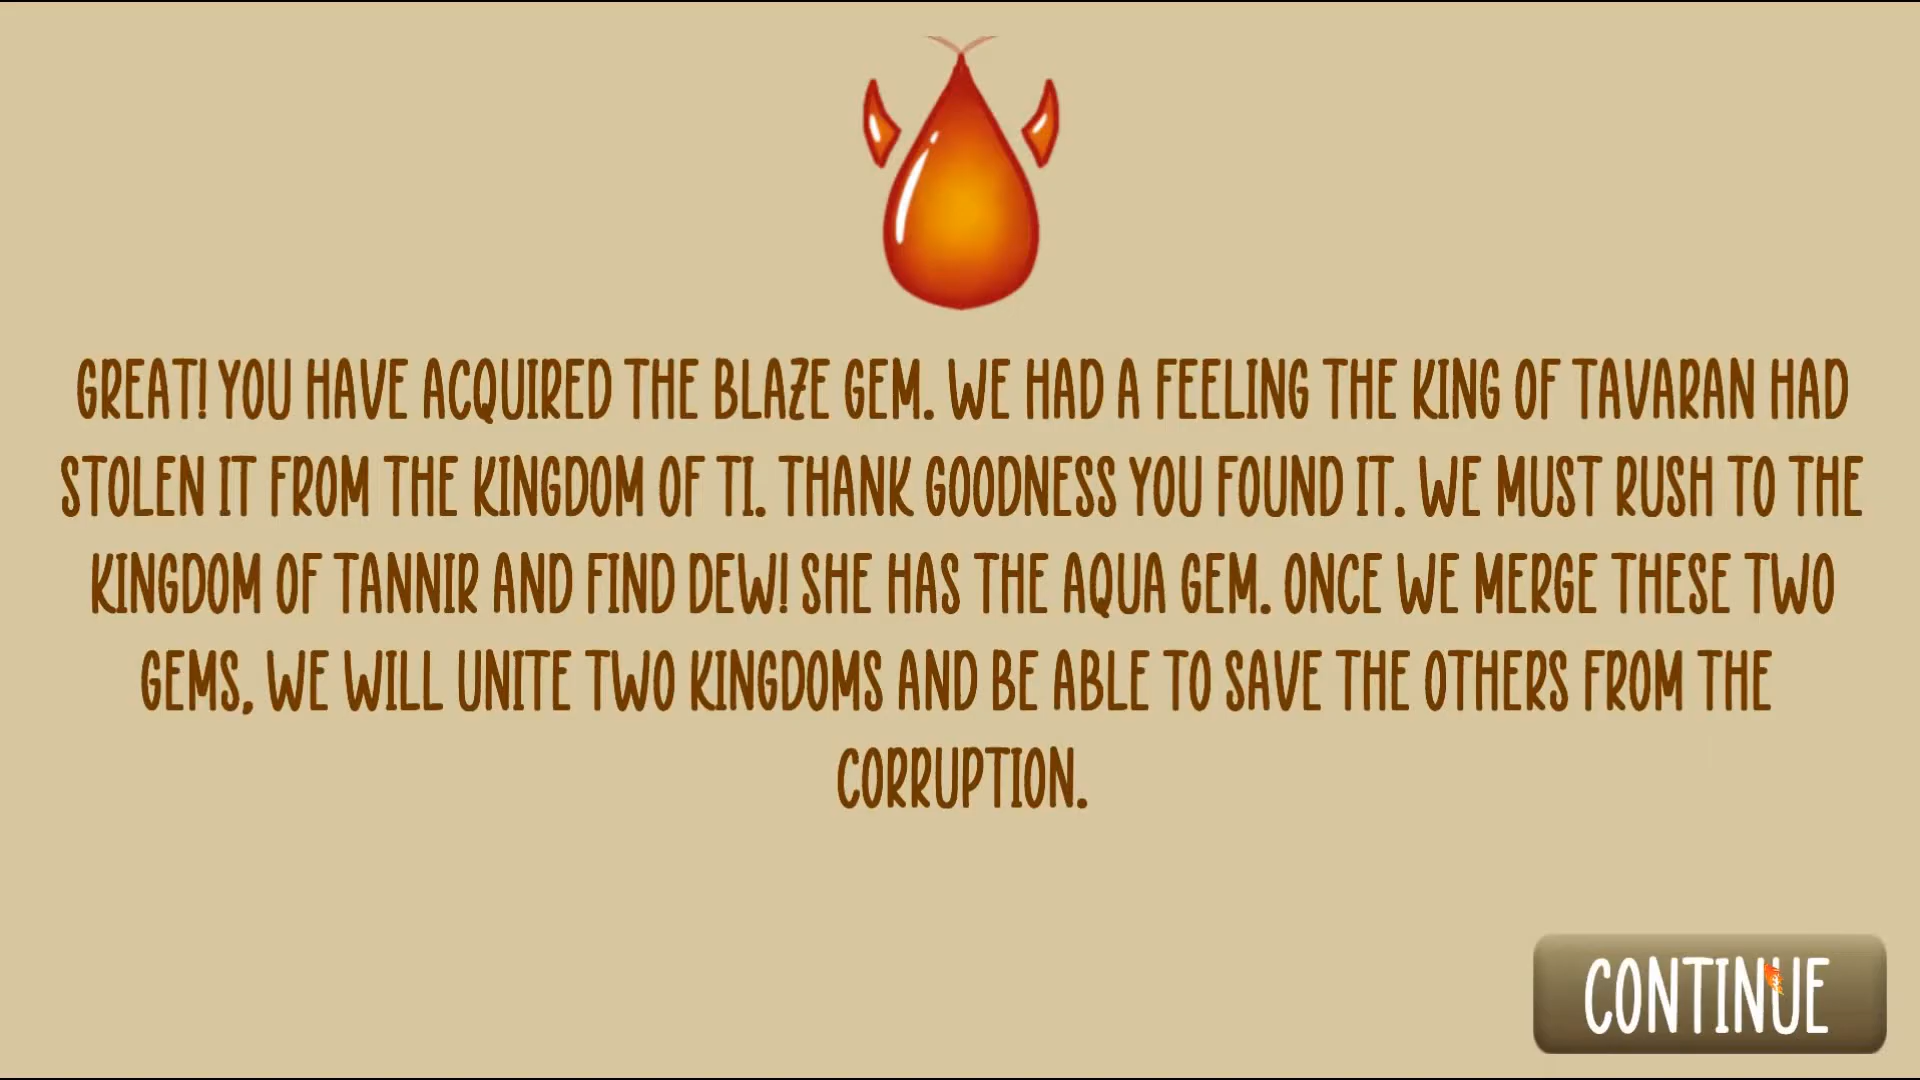 GREAT! YOU HAVE ACQUIRED THE BLAZE GEM. WE HAD A FEELING THE KING OF TAVARAN HAD
STOLEN IT FROM THE KINGDOM OF TI. THANK GOODNESS YOU FOUND IT. WE MUST RUSH TO THE
KINGDOM OF TANNIR AND FIND DEW! SHE HAS THE AQUA GEM. ONCE WE MERGE THESE TWO
GEMS, WE WILL UNITE TWO KINGDOMS AND BE ABLE TO SAVE THE OTHERS FROM THE
CORRUPTION.
CONTINUE